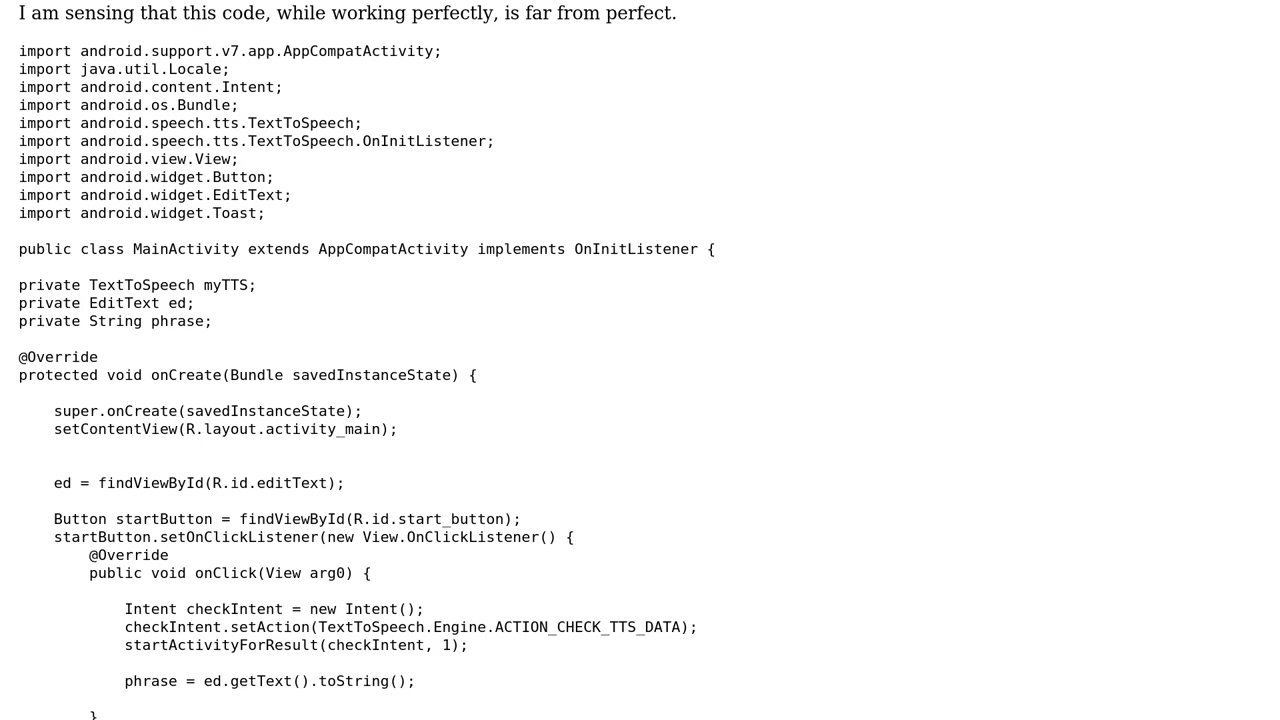 I am sensing that this code, while working perfectly, is far from perfect.
import android.support.v7.app.AppCompatActivity;
import java.util.Locale;
import android.content.Intent;
import android.os.Bundle;
import android.speech.tts.TextToSpeech;
import android.speech.tts.TextToSpeech.OnInitListener;
import android.view.View;
import android.widget.Button;
import android.widget.EditText;
import android.widget.Toast;
public class MainActivity extends AppCompatActivity implements OnInitListener {
private TextToSpeech myTTS;
private EditText ed;
private String phrase;
@Override
protected void onCreate(Bundle savedInstanceState) {
super.onCreate(savedInstanceState);
setContentView(R.layout.activity_main);
ed = findViewById(R.id.editText);
Button startButton = findViewById(R.id.start_button);
startButton.setOnClickListener(new View.OnClickListener() {
@Override
public void onClick(View arg0) {
Intent checkIntent = new Intent();
checkIntent.setAction(TextToSpeech.Engine.ACTION_CHECK_TTS_DATA);
startActivityForResult(checkIntent, 1);
phrase = ed.getText().toString();
}